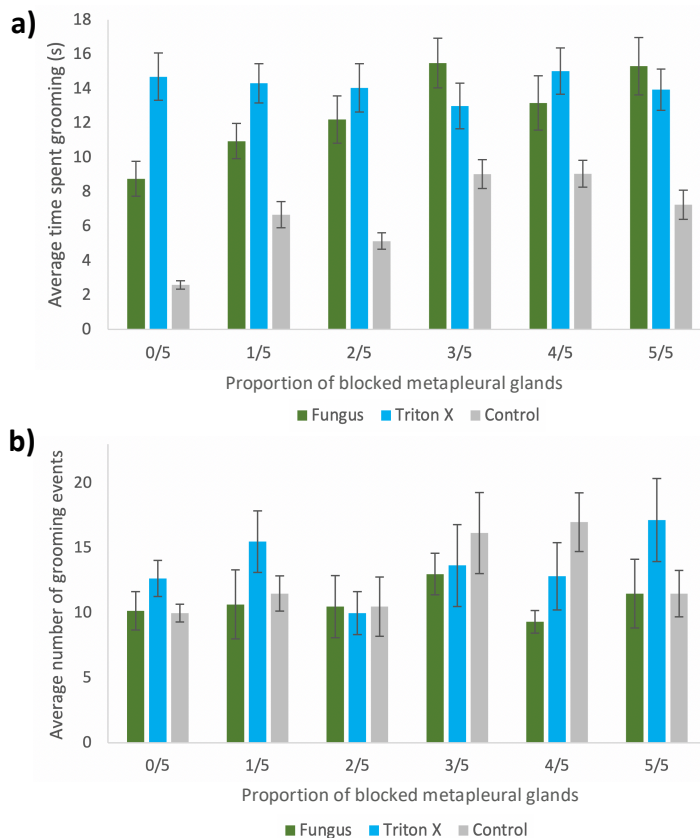 a)
Average time spent grooming (s)
18
16
14
12
10
8
6
4
2
0
0/5 1/5 2/5 3/5 4/5 5/5
Proportion of blocked metapleural glands
Fungus Triton X Control
b)
Average number of grooming events
20
15
10
5
0
0/5 1/5 2/5 3/5 4/5 5/5
Proportion of blocked metapleural glands
Fungus Triton X Control